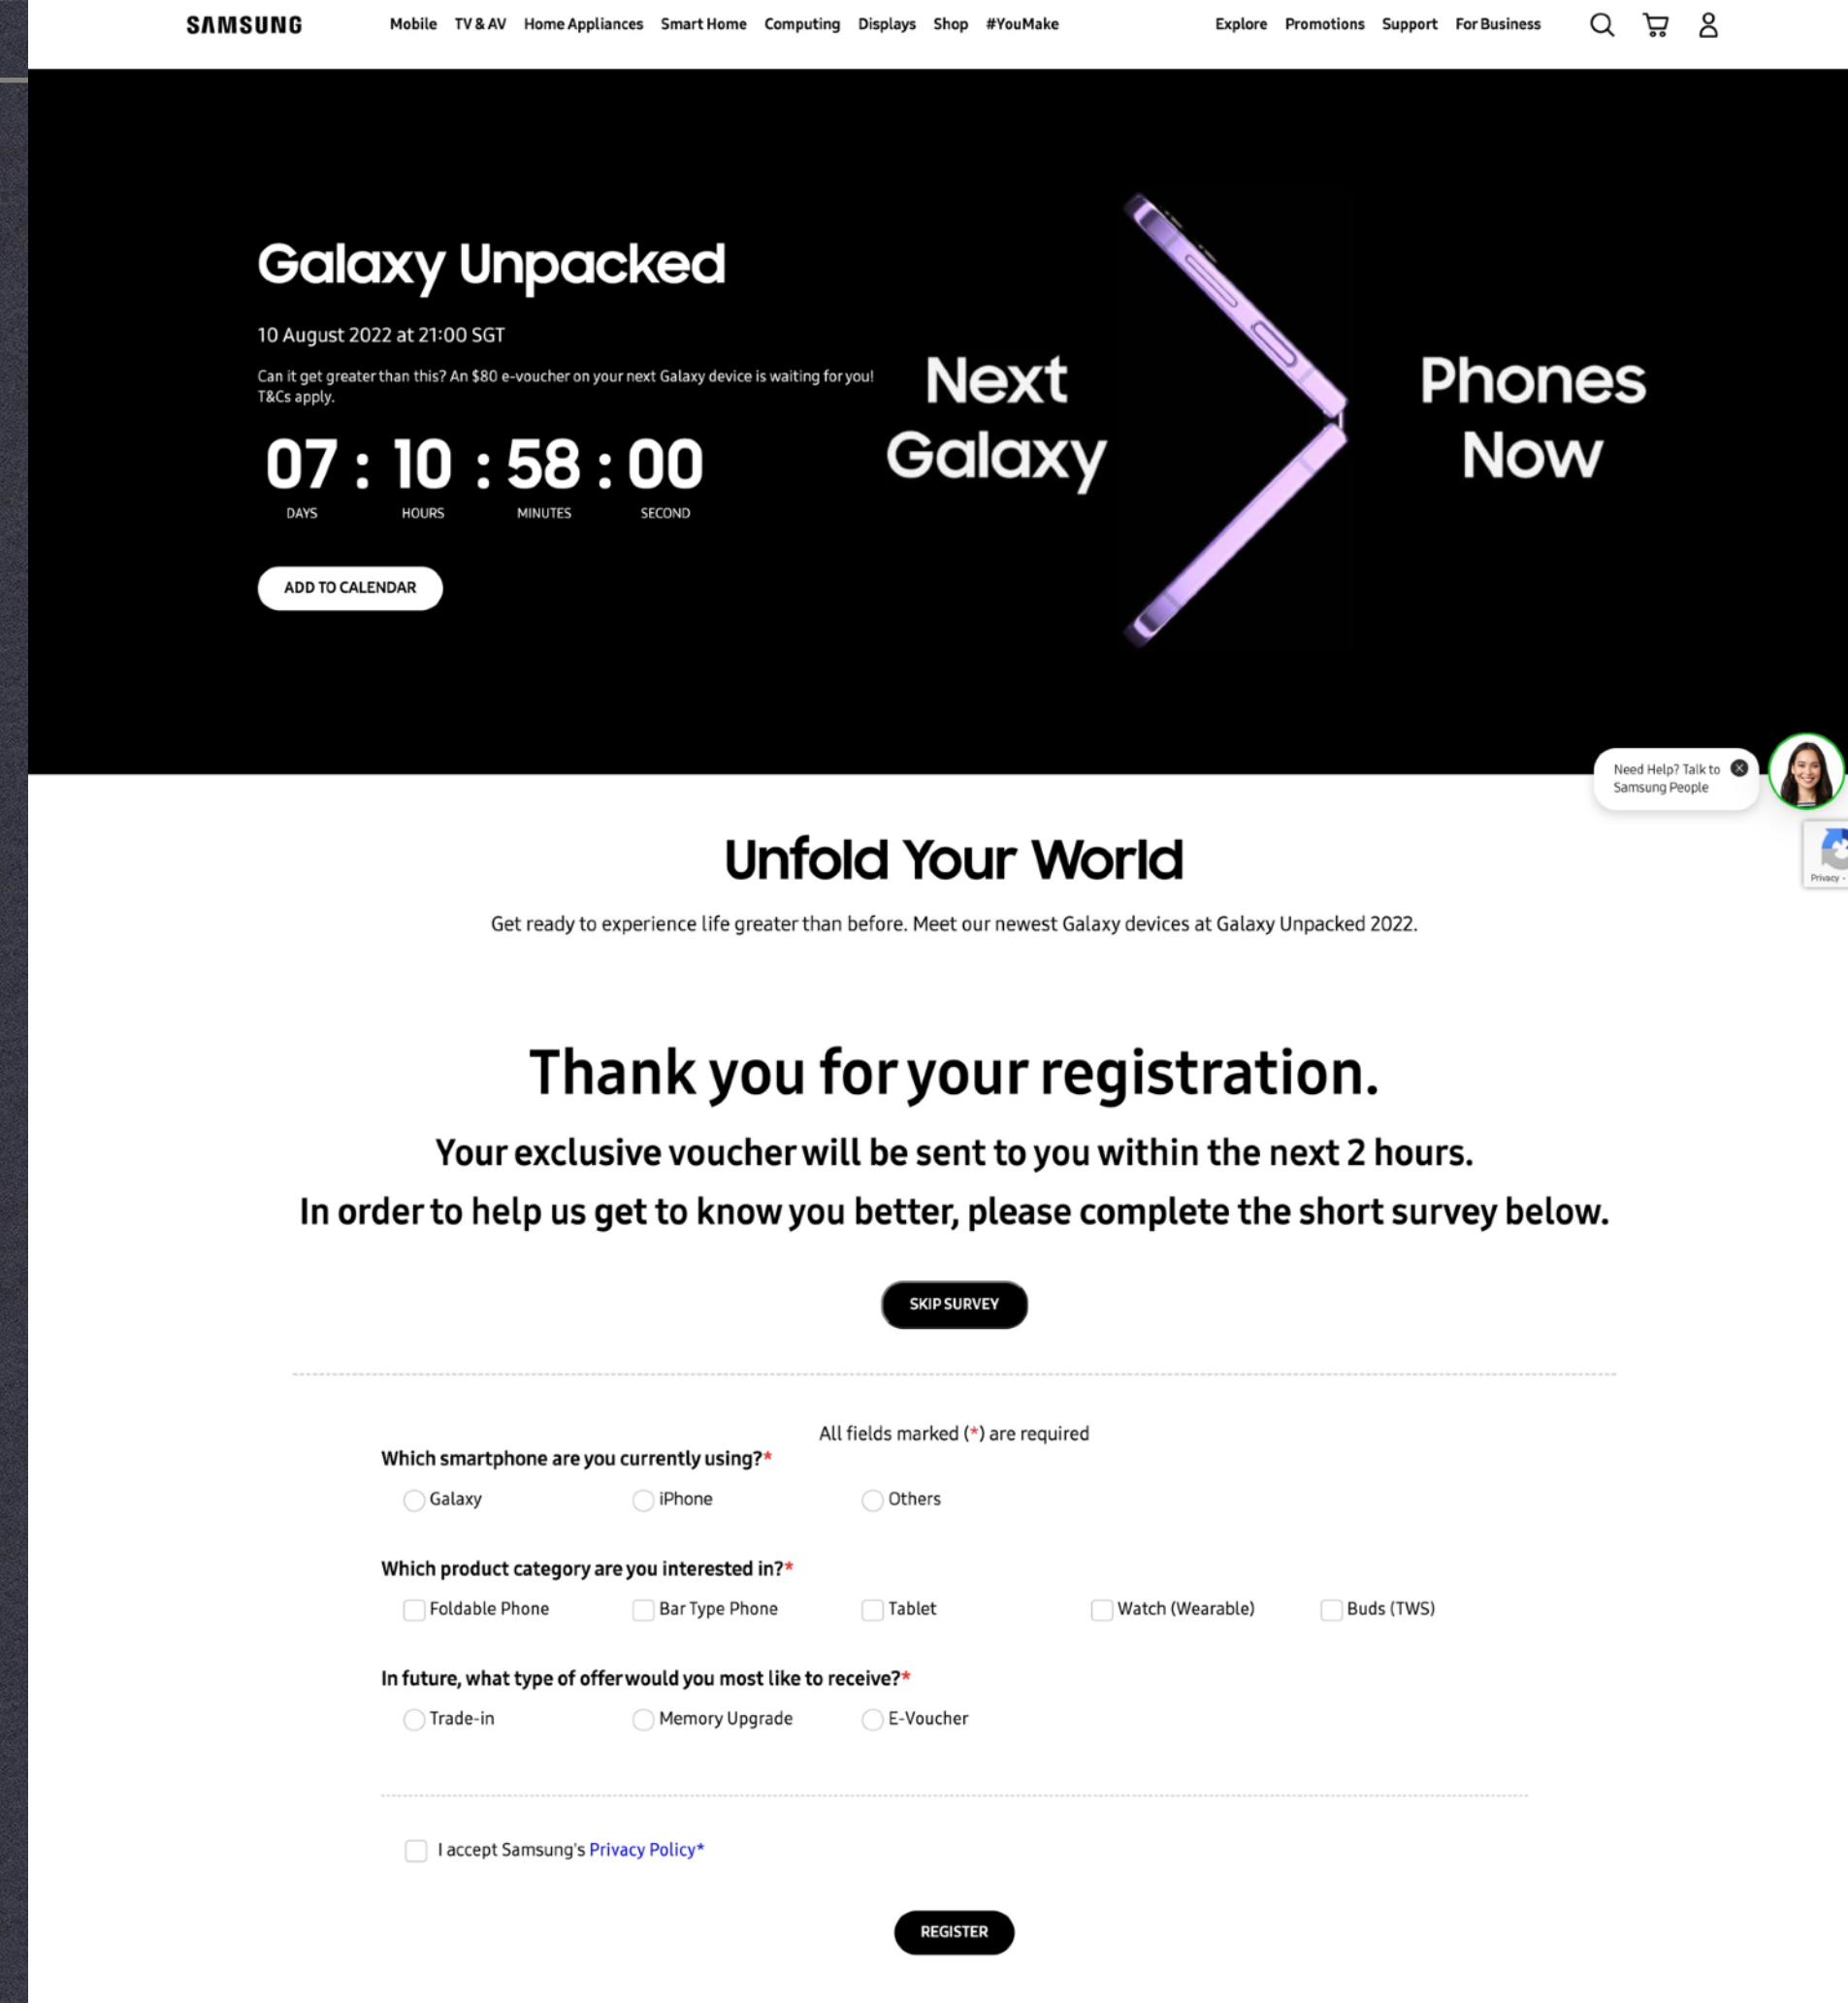 SAMSUNG Mobile TV & AV Home Appliances Smart Home Computing Displays Shop #YouMake Explore Promotions Support For Business
Galaxy Unpacked
10 August 2022 at 21:00 SGT
Can it get greater than this? An $80 e-voucher on your next Galaxy device is waiting for you!
T&Cs apply.
07 : 10 : 58 : 00
DAYS HOURS MINUTES SECOND
ADD TO CALENDAR
Next
Galaxy
Phones
Now
Need Help? Talk to
Samsung People
Privacy -
Unfold Your World
Get ready to experience life greater than before. Meet our newest Galaxy devices at Galaxy Unpacked 2022.
Thank you for your registration.
Your exclusive voucher will be sent to you within the next 2 hours.
In order to help us get to know you better, please complete the short survey below.
SKIP SURVEY
All fields marked (*) are required
Which smartphone are you currently using?*
Galaxy iPhone Others
Which product category are you interested in?*
Foldable Phone Bar Type Phone Tablet Watch (Wearable) Buds (TWS)
In future, what type of offer would you most like to receive?*
Trade-in Memory Upgrade E-Voucher
I accept Samsung's Privacy Policy*
REGISTER